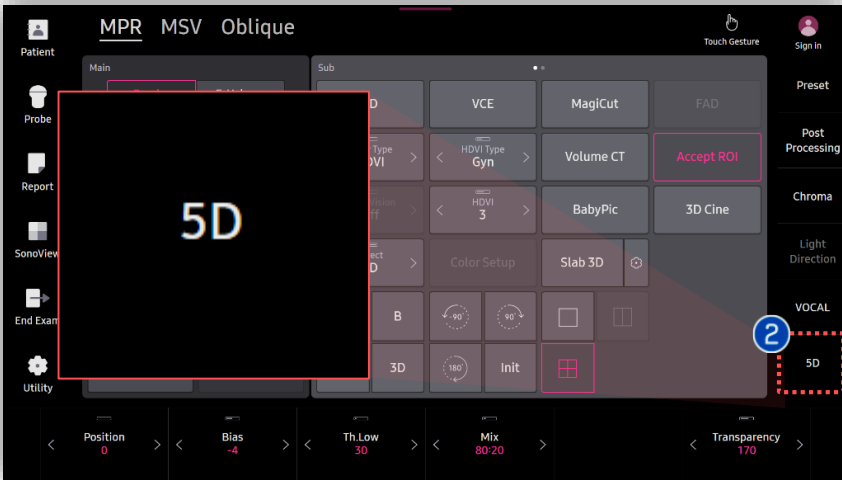 MPR MSV Oblique
Touch Gesture
Sign in
Patient
Probe
Report
SonoView
End Exam
Utility
Main
Sub
5D
VCE
MagiCut
FAD
HDVI Type
Gyn
Volume CT
Accept ROI
HDVI
3
BabyPic
3D Cine
Color Setup
Slab 3D
B
-90°
90°
3D
180°
Init
Preset
Post
Processing
Chroma
Light
Direction
VOCAL
2
5D
Position
0
Bias
-4
Th.Low
30
Mix
80:20
Transparency
170